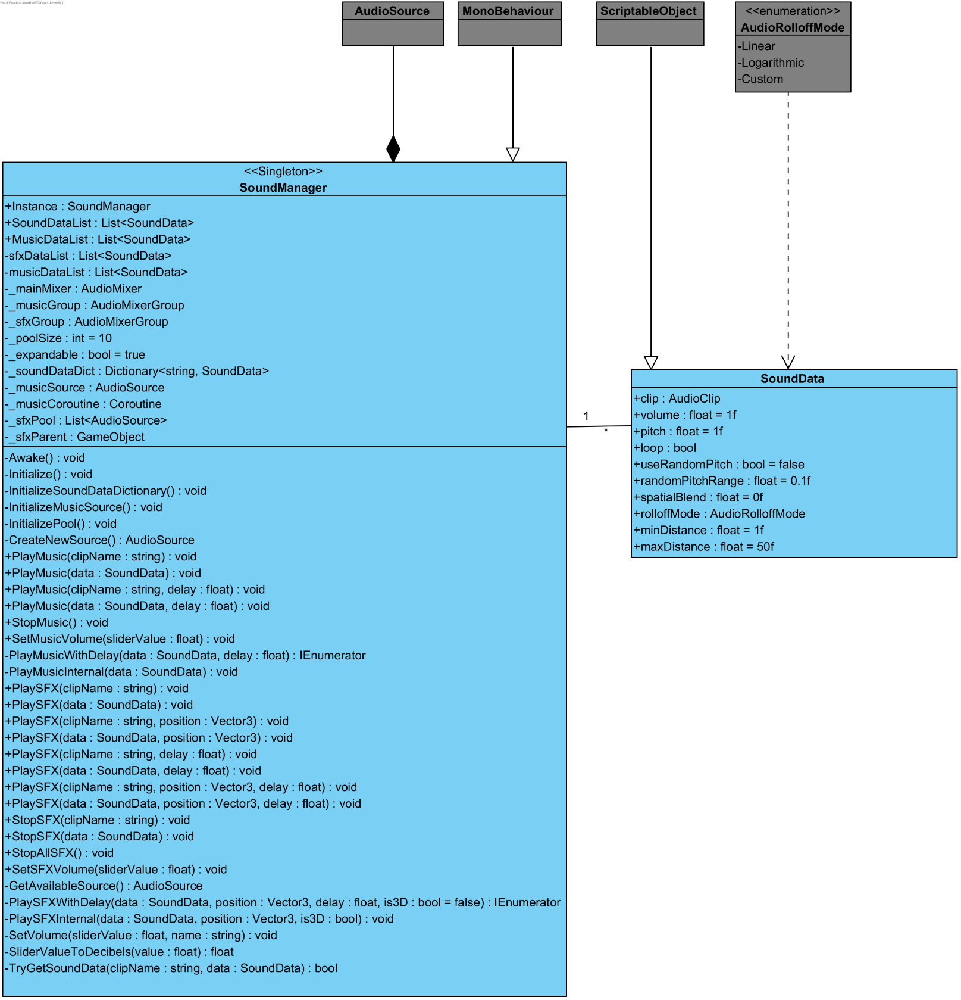 Visual Paradigm Standard(PC(Yasar University))
AudioSource
MonoBehaviour
ScriptableObject
<<enumeration>>
AudioRolloffMode
-Linear
-Logarithmic
-Custom
<<Singleton>>
SoundManager
+Instance : SoundManager
+SoundDataList : List<SoundData>
+MusicDataList : List<SoundData>
-sfxDataList : List<SoundData>
-musicDataList : List<SoundData>
-_mainMixer : AudioMixer
-_musicGroup : AudioMixerGroup
-_sfxGroup : AudioMixerGroup
-_poolSize : int = 10
-_expandable : bool = true
-_soundDataDict : Dictionary<string, SoundData>
-_musicSource : AudioSource
-_musicCoroutine : Coroutine
-_sfxPool : List<AudioSource>
-_sfxParent : GameObject
-Awake() : void
-Initialize() : void
-InitializeSoundDataDictionary() : void
-InitializeMusicSource() : void
-InitializePool() : void
-CreateNewSource() : AudioSource
+PlayMusic(clipName : string) : void
+PlayMusic(data : SoundData) : void
+PlayMusic(clipName : string, delay : float) : void
+PlayMusic(data : SoundData, delay : float) : void
+StopMusic() : void
+SetMusicVolume(sliderValue : float) : void
-PlayMusicWithDelay(data : SoundData, delay : float) : IEnumerator
-PlayMusicInternal(data : SoundData) : void
+PlaySFX(clipName : string) : void
+PlaySFX(data : SoundData) : void
+PlaySFX(clipName : string, position : Vector3) : void
+PlaySFX(data : SoundData, position : Vector3) : void
+PlaySFX(clipName : string, delay : float) : void
+PlaySFX(data : SoundData, delay : float) : void
+PlaySFX(clipName : string, position : Vector3, delay : float) : void
+PlaySFX(data : SoundData, position : Vector3, delay : float) : void
+StopSFX(clipName : string) : void
+StopSFX(data : SoundData) : void
+StopAllSFX() : void
+SetSFXVolume(sliderValue : float) : void
-GetAvailableSource() : AudioSource
-PlaySFXWithDelay(data : SoundData, position : Vector3, delay : float, is3D : bool = false) : IEnumerator
-PlaySFXInternal(data : SoundData, position : Vector3, is3D : bool) : void
-SetVolume(sliderValue : float, name : string) : void
-SliderValueToDecibels(value : float) : float
-TryGetSoundData(clipName : string, data : SoundData) : bool
1
*
SoundData
+clip : AudioClip
+volume : float = 1f
+pitch : float = 1f
+loop : bool
+useRandomPitch : bool = false
+randomPitchRange : float = 0.1f
+spatialBlend : float = 0f
+rolloffMode : AudioRolloffMode
+minDistance : float = 1f
+maxDistance : float = 50f